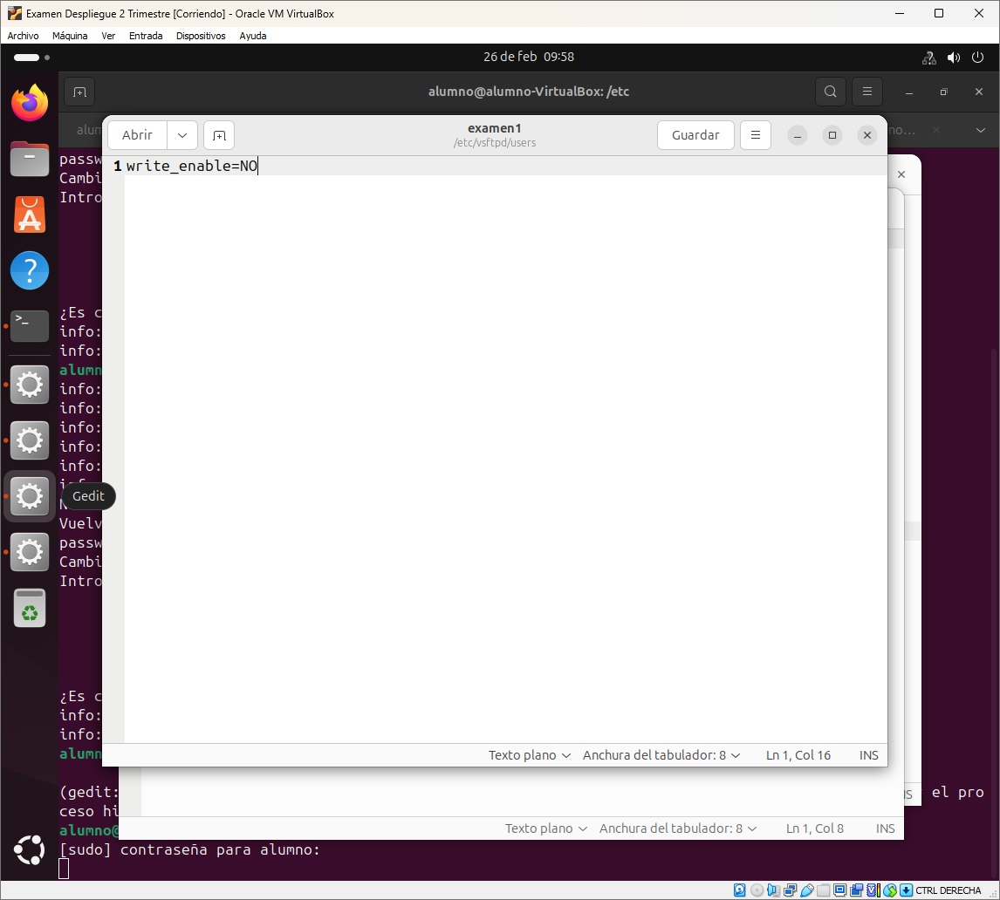 Examen Despliegue 2 Trimestre [Corriendo] - Oracle VM VirtualBox
Archivo Máquina Ver Entrada Dispositivos Ayuda
26 de feb 09:58
alumno@alumno-VirtualBox: /etc
alum
no…
Abrir
examen1
/etc/vsftpd/users
Guardar
1 write_enable=NO
passw
Cambi
Intro
¿Es c
info:
info:
alumn
info:
info:
info:
info:
info:
Gedit
N
Vuelv
passw
Cambi
Intro
¿Es c
info:
info:
alumn
Texto plano Anchura del tabulador: 8 Ln 1, Col 16 INS
(gedit:
el pro
ceso hi
alumno@
Texto plano Anchura del tabulador: 8 Ln 1, Col 8 INS
[sudo] contraseña para alumno:
CTRL DERECHA